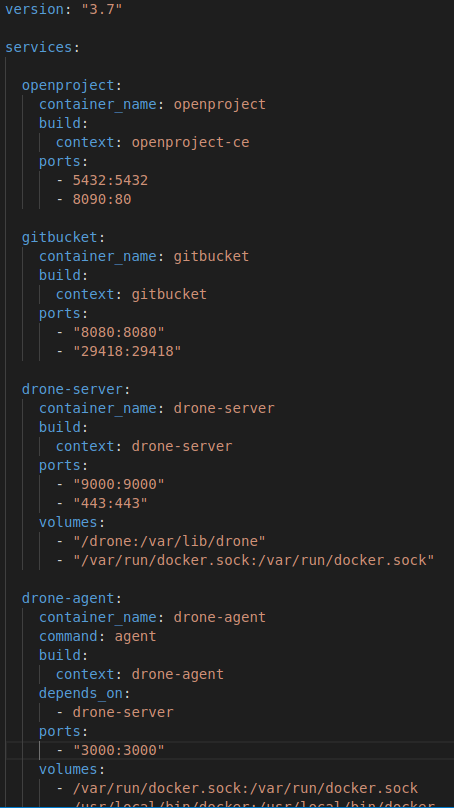 version: "3.7"
services:
openproject:
container_name: openproject
build:
context: openproject-ce
ports:
- 5432:5432
- 8090:80
gitbucket:
container_name: gitbucket
build:
context: gitbucket
ports:
- "8080:8080"
- "29418:29418"
drone-server:
container_name: drone-server
build:
context: drone-server
ports:
- "9000:9000"
- "443:443"
volumes:
- "/drone:/var/lib/drone"
- "/var/run/docker.sock:/var/run/docker.sock"
drone-agent:
container_name: drone-agent
command: agent
build:
context: drone-agent
depends_on:
- drone-server
ports:
- "3000:3000"
volumes:
- /var/run/docker.sock:/var/run/docker.sock
- /usr/local/bin/docker:/usr/local/bin/docker